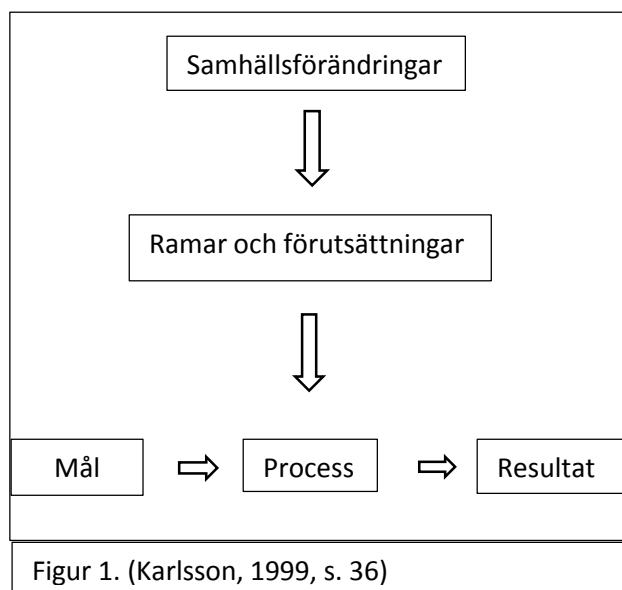 Samhällsförändringar
Ramar och förutsättningar
Mål
Process
Resultat
Figur 1. (Karlsson, 1999, s. 36)